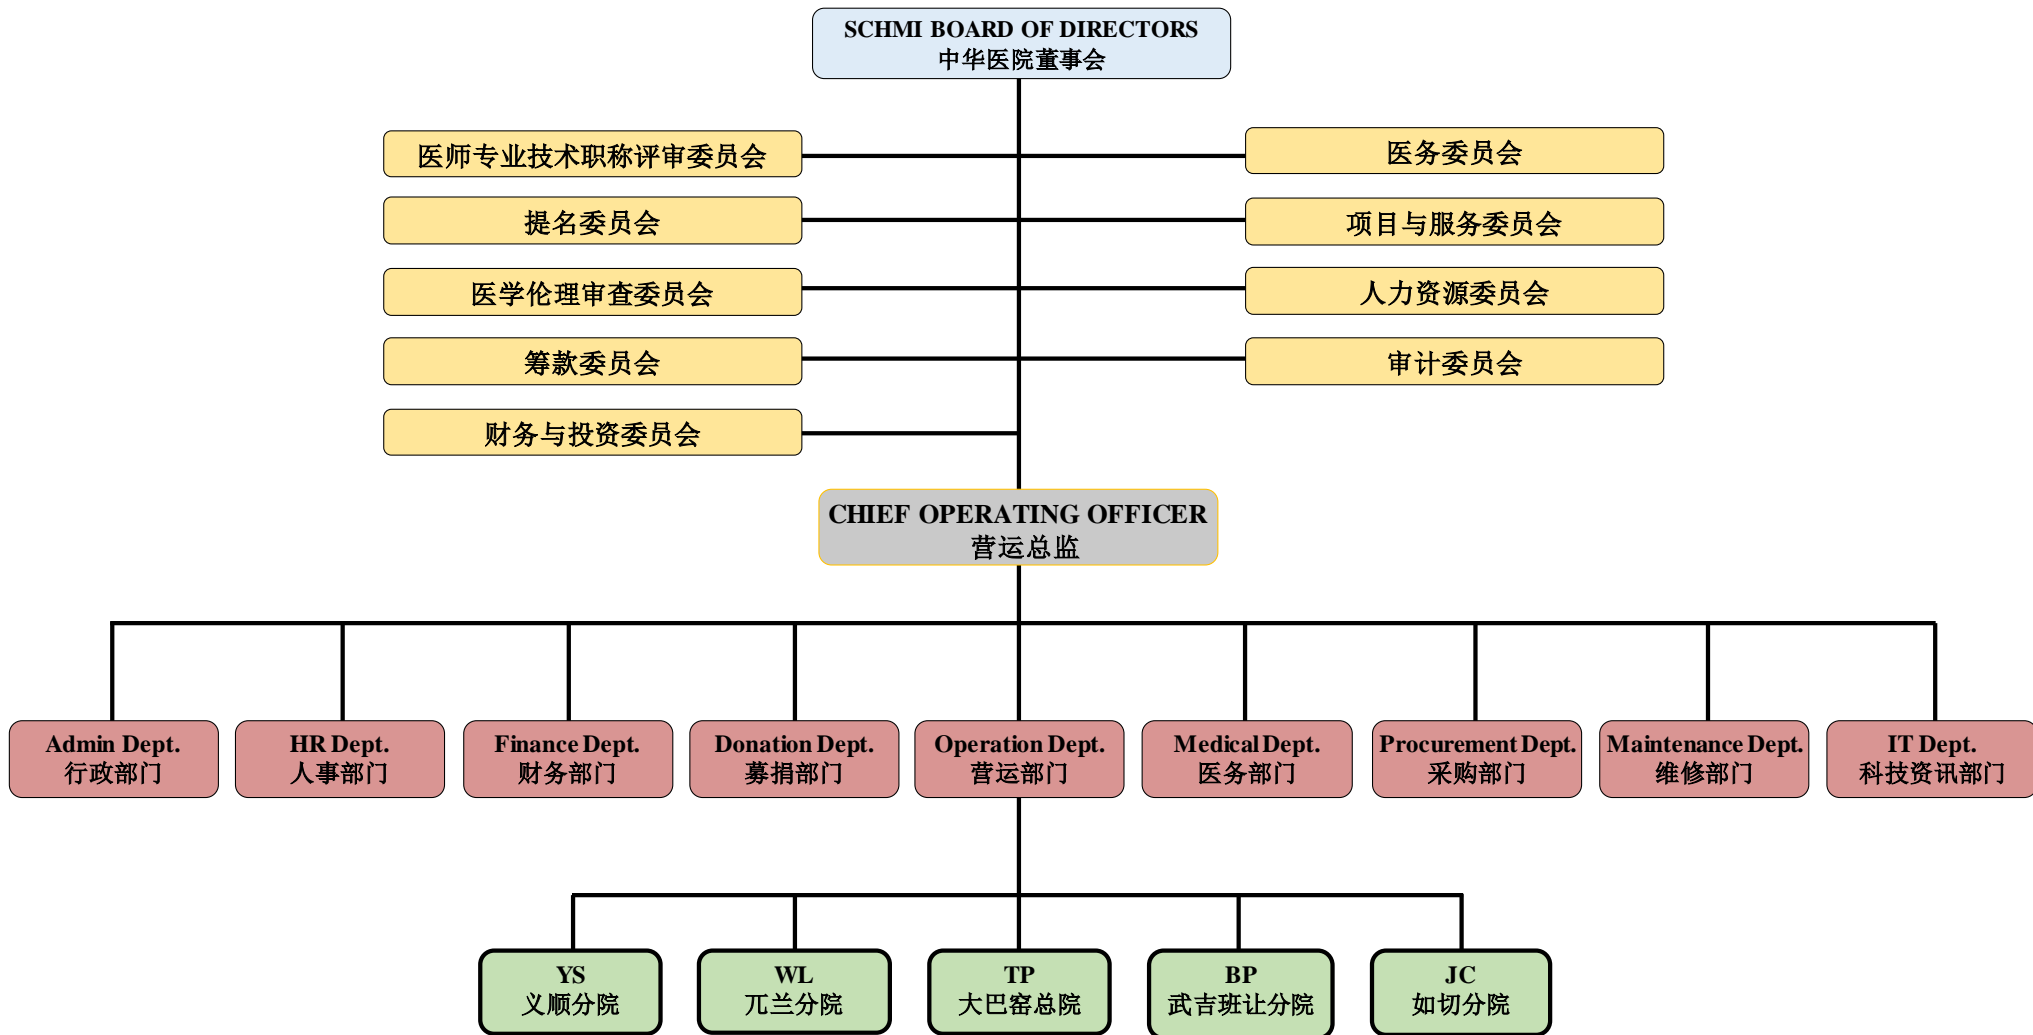 SCHMI BOARD OF DIRECTORS
中华医院董事会
医师专业技术职称评审委员会
医务委员会
提名委员会
项目与服务委员会
医学伦理审查委员会
人力资源委员会
筹款委员会
审计委员会
财务与投资委员会
CHIEF OPERATING OFFICER
营运总监
Admin Dept.
行政部门
HR Dept.
人事部门
Finance Dept.
财务部门
Donation Dept.
募捐部门
Operation Dept.
营运部门
Medical Dept.
医务部门
Procurement Dept.
采购部门
Maintenance Dept.
维修部门
IT Dept.
科技资讯部门
YS
义顺分院
WL
兀兰分院
TP
大巴窑总院
BP
武吉班让分院
JC
如切分院